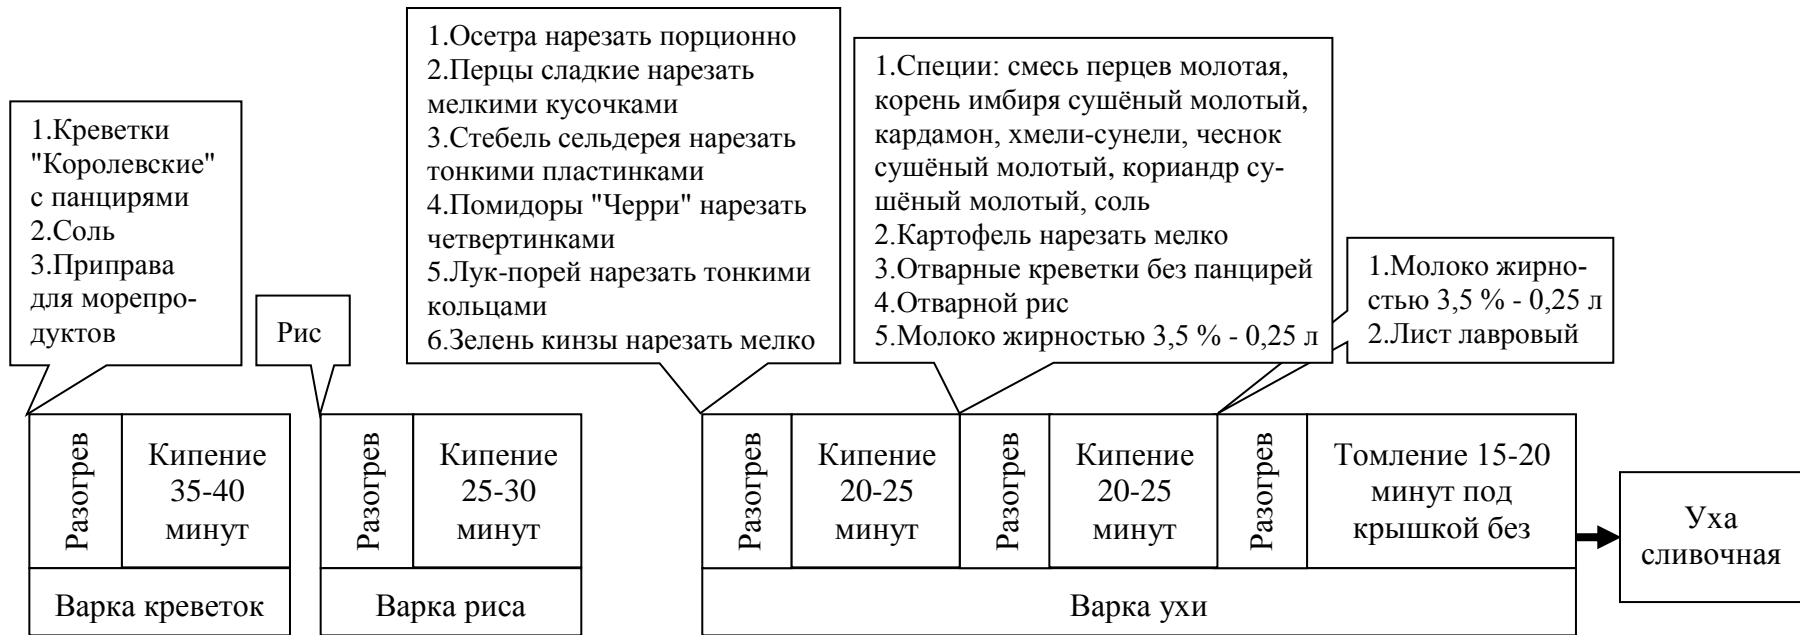 1.Креветки
"Королевские"
с панцирями
2.Соль
3.Приправа
для морепро-
дуктов
Рис
1.Осетра нарезать порционно
2.Перцы сладкие нарезать
мелкими кусочками
3.Стебель сельдерея нарезать
тонкими пластинками
4.Помидоры "Черри" нарезать
четвертинками
5.Лук-порей нарезать тонкими
кольцами
6.Зелень кинзы нарезать мелко
1.Специи: смесь перцев молотая,
корень имбиря сушёный молотый,
кардамон, хмели-сунели, чеснок
сушёный молотый, кориандр су-
шёный молотый, соль
2.Картофель нарезать мелко
3.Отварные креветки без панцирей
4.Отварной рис
5.Молоко жирностью 3,5 % - 0,25 л
1.Молоко жирно-
стью 3,5 % - 0,25 л
2.Лист лавровый
Разогрев
Кипение
35-40
минут
Варка креветок
Разогрев
Кипение
25-30
минут
Варка риса
Разогрев
Кипение
20-25
минут
Разогрев
Кипение
20-25
минут
Разогрев
Томление 15-20
минут под
крышкой без
Варка ухи
Уха
сливочная